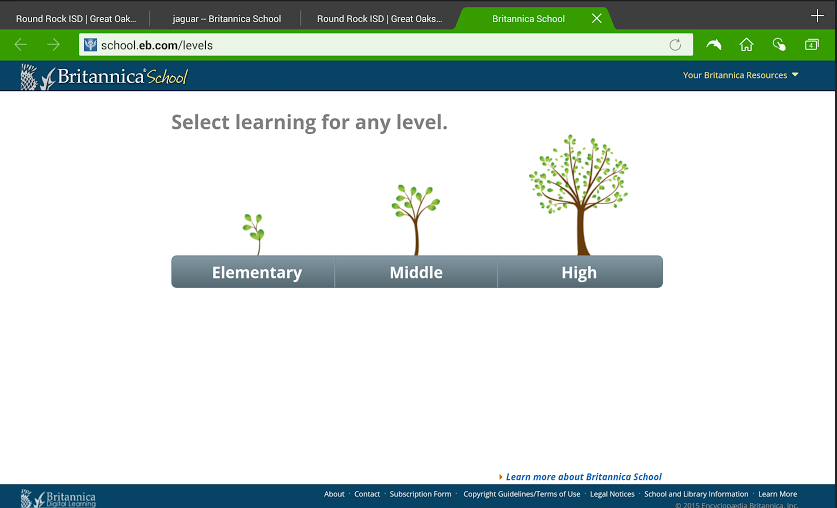 Round Rock ISD | Great Oak...
jaguar -- Britannica School
Round Rock ISD | Great Oaks...
Britannica School
school.eb.com/levels
4
Britannica® School
Your Britannica Resources
Select learning for any level.
Elementary Middle High
Learn more about Britannica School
Britannica
Digital Learning
About · Contact · Subscription Form · Copyright Guidelines/Terms of Use · Legal Notices · School and Library Information · Learn More
© 2015 Encyclopædia Britannica, Inc.